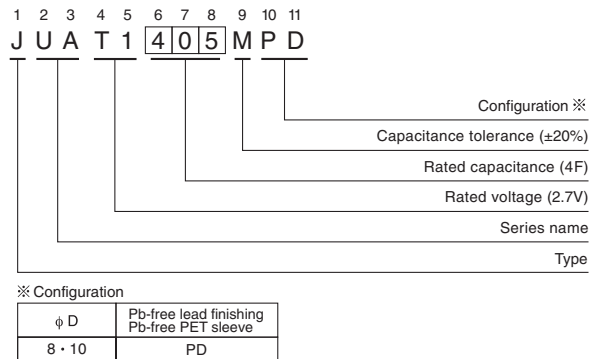 1 2 3 4 5 6 7 8 9 10 11
J U A T 1 4 0 5 M P D
Configuration ※
Capacitance tolerance (±20%)
Rated capacitance (4F)
Rated voltage (2.7V)
Series name
Type
※ Configuration
ϕ D
Pb-free lead finishing
Pb-free PET sleeve
8 · 10
PD